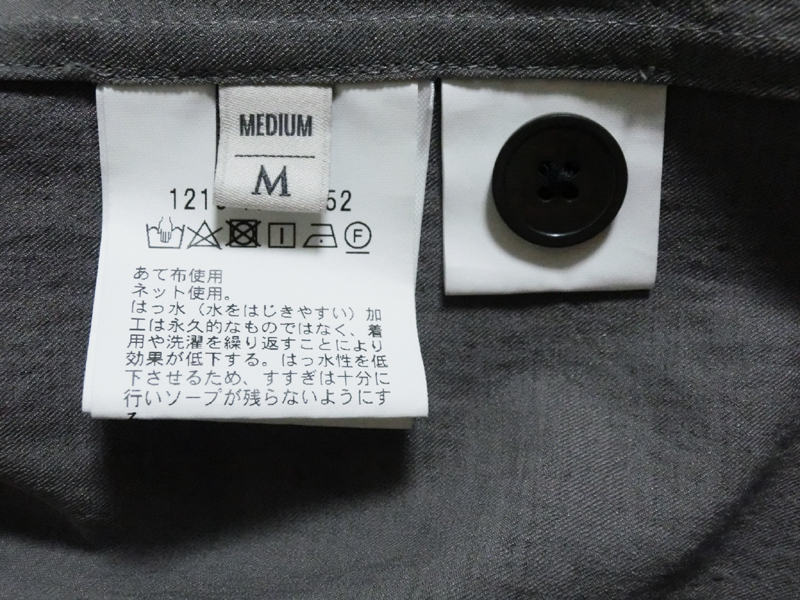 MEDIUM
M
52
あて布使用
ネット使用。
はっ水（水をはじきやすい）加
工は永久的なものではなく、着
用や洗濯を繰り返すことにより
効果が低下する。はっ水性を低
下させるため、すすぎは十分に
行いソープが残らないようにす